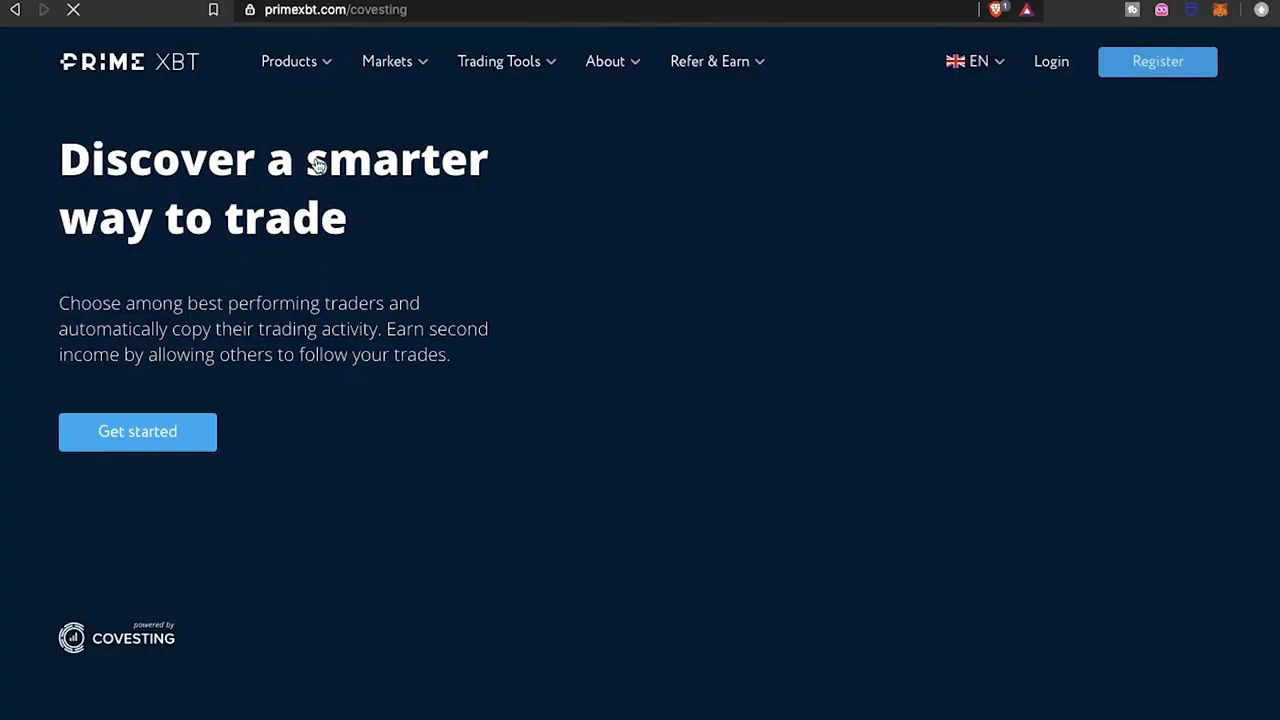 primexbt.com/covesting
1
PRIME XBT
Products
Markets
Trading Tools
About
Refer & Earn
EN
Login
Register
Discover a smarter
way to trade
Choose among best performing traders and
automatically copy their trading activity. Earn second
income by allowing others to follow your trades.
Get started
powered by
COVESTING